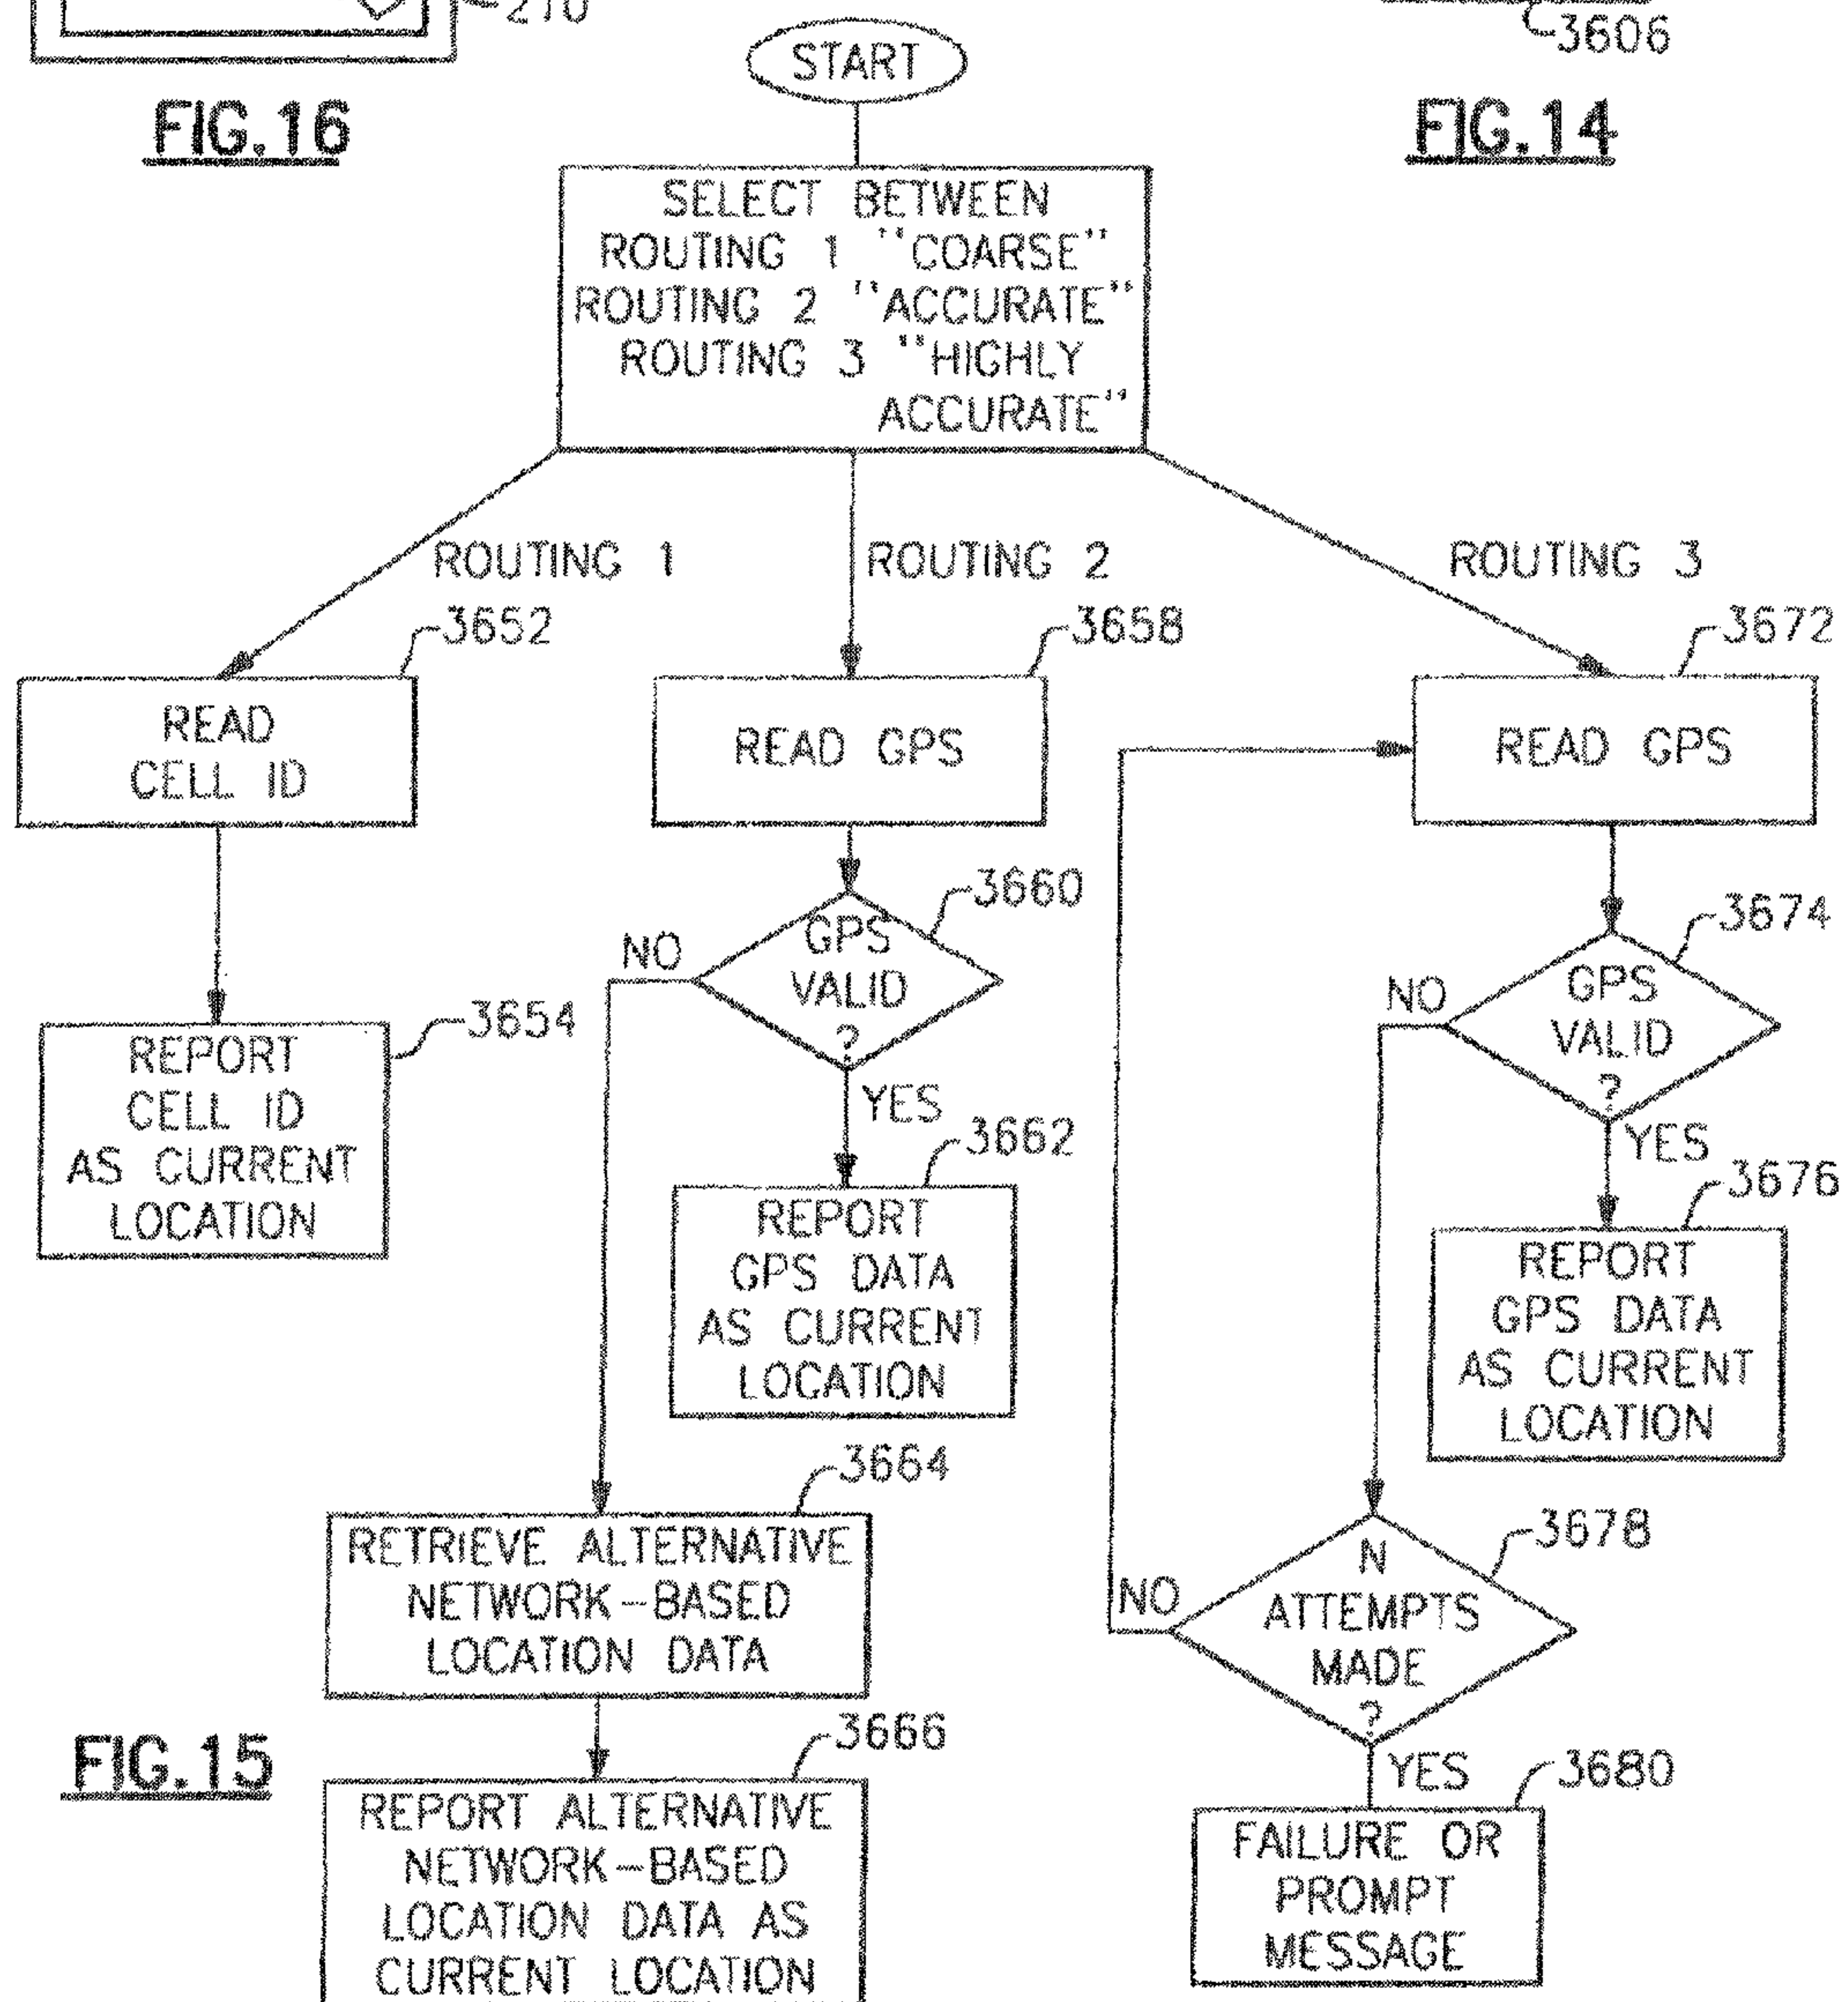 210
3606
FIG.16
FIG.14
START
SELECT BETWEEN
ROUTING 1 "COARSE"
ROUTING 2 "ACCURATE"
ROUTING 3 "HIGHLY
ACCURATE"
ROUTING 1
ROUTING 2
ROUTING 3
3652
3658
3672
READ
CELL ID
READ GPS
READ GPS
3660
3674
NO
GPS
VALID
?
NO
GPS
VALID
?
3654
REPORT
CELL ID
AS CURRENT
LOCATION
YES
3662
YES
3676
REPORT
GPS DATA
AS CURRENT
LOCATION
REPORT
GPS DATA
AS CURRENT
LOCATION
3664
RETRIEVE ALTERNATIVE
NETWORK-BASED
LOCATION DATA
3678
NO
N
ATTEMPTS
MADE
?
FIG.15
3666
YES
3680
REPORT ALTERNATIVE
NETWORK-BASED
LOCATION DATA AS
CURRENT LOCATION
FAILURE OR
PROMPT
MESSAGE